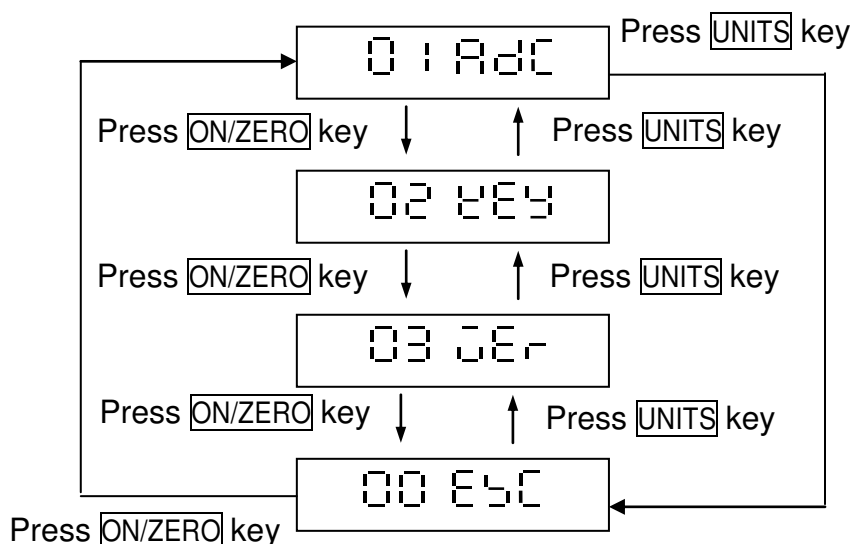 Press UNITS key
01 AdC
Press ON/ZERO key
Press UNITS key
02 KEY
Press ON/ZERO key
Press UNITS key
03 VEr
Press ON/ZERO key
Press UNITS key
00 ESC
Press ON/ZERO key